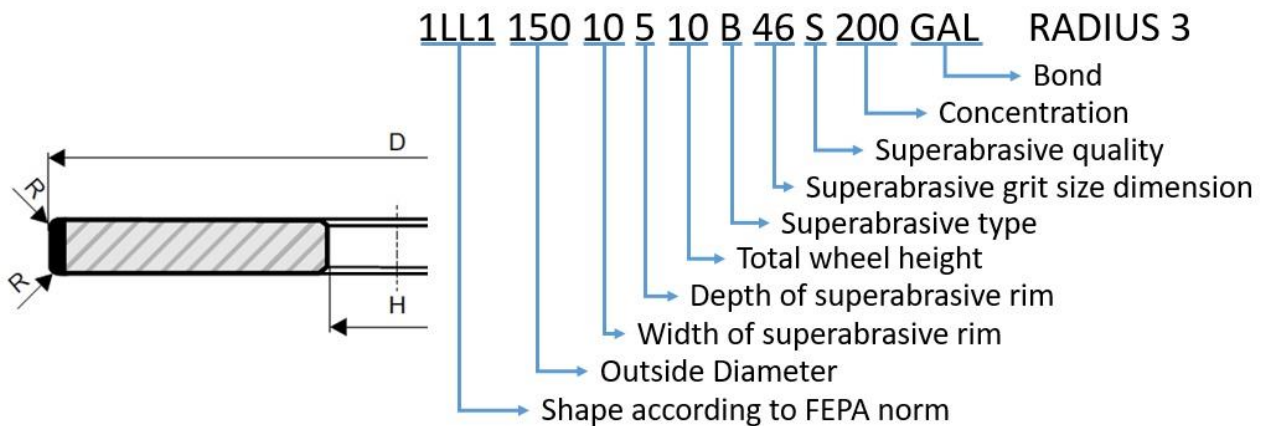 1LL1 150 10 5 10 B 46 S 200 GAL RADIUS 3
Bond
Concentration
D
Superabrasive quality
R
Superabrasive grit size dimension
Superabrasive type
Total wheel height
R
Depth of superabrasive rim
H
Width of superabrasive rim
Outside Diameter
Shape according to FEPA norm